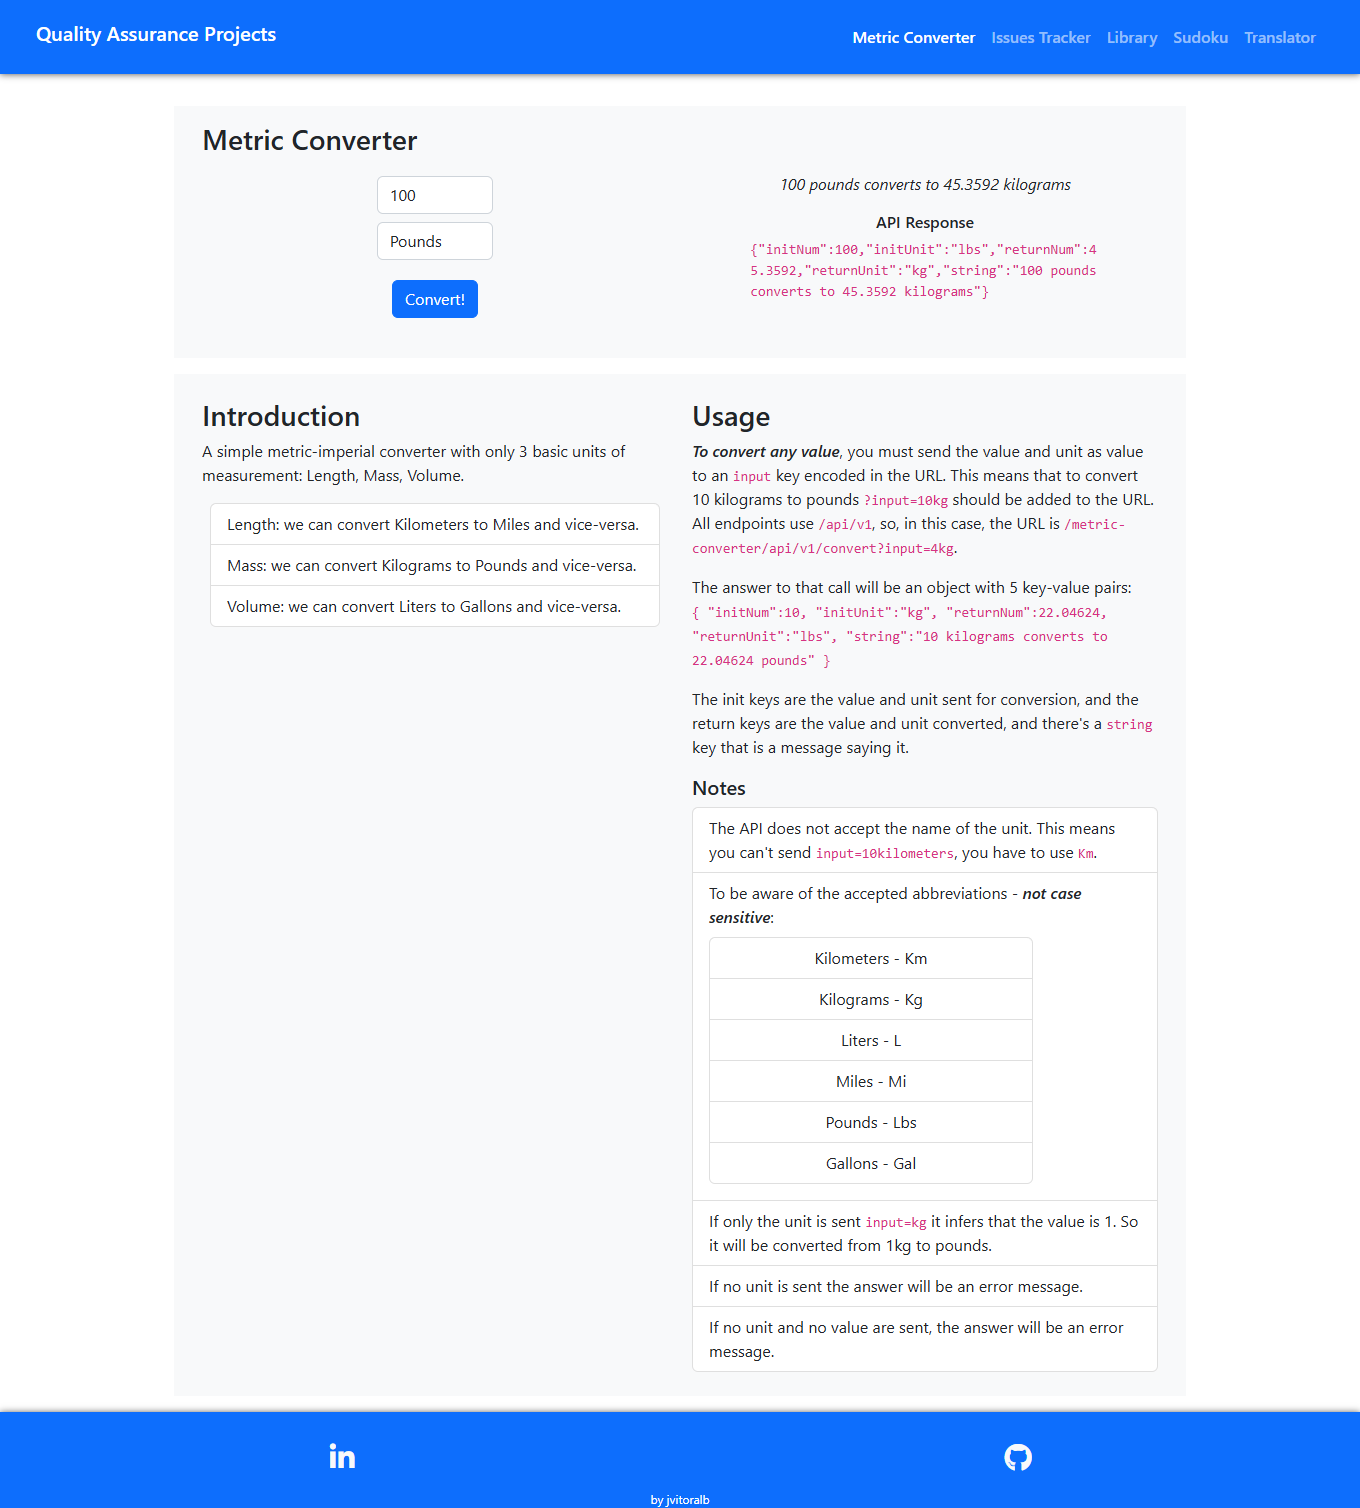 Quality Assurance Projects
Metric Converter Issues Tracker Library Sudoku Translator
Metric Converter
100
Pounds
Convert!
100 pounds converts to 45.3592 kilograms
API Response
{"initNum":100,"initUnit":"lbs","returnNum":4
5.3592,"returnUnit":"kg","string":"100 pounds
converts to 45.3592 kilograms"}
Introduction
A simple metric-imperial converter with only 3 basic units of
measurement: Length, Mass, Volume.
Length: we can convert Kilometers to Miles and vice-versa.
Mass: we can convert Kilograms to Pounds and vice-versa.
Volume: we can convert Liters to Gallons and vice-versa.
Usage
To convert any value, you must send the value and unit as value
to an input key encoded in the URL. This means that to convert
10 kilograms to pounds ?input=10kg should be added to the URL.
All endpoints use /api/v1, so, in this case, the URL is /metric-
converter/api/v1/convert?input=4kg.
The answer to that call will be an object with 5 key-value pairs:
{ "initNum":10, "initUnit":"kg", "returnNum":22.04624,
"returnUnit":"lbs", "string":"10 kilograms converts to
22.04624 pounds" }
The init keys are the value and unit sent for conversion, and the
return keys are the value and unit converted, and there's a string
key that is a message saying it.
Notes
The API does not accept the name of the unit. This means
you can't send input=10kilometers, you have to use Km.
To be aware of the accepted abbreviations - not case
sensitive:
Kilometers - Km
Kilograms - Kg
Liters - L
Miles - Mi
Pounds - Lbs
Gallons - Gal
If only the unit is sent input=kg it infers that the value is 1. So
it will be converted from 1kg to pounds.
If no unit is sent the answer will be an error message.
If no unit and no value are sent, the answer will be an error
message.
in
by jvitoralb